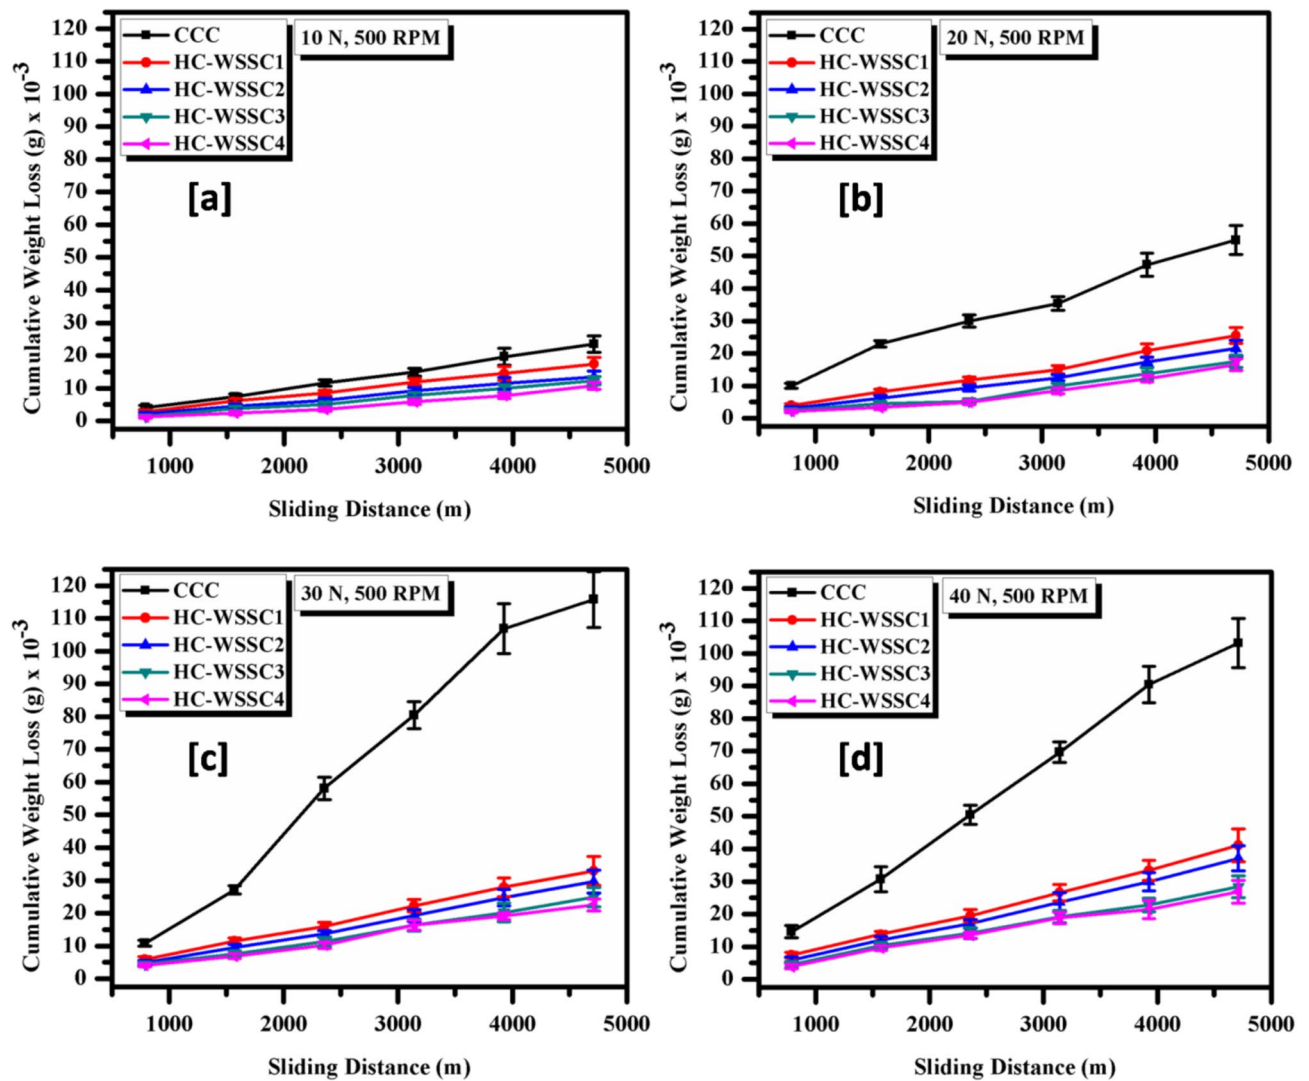 120
110
100
90
80
70
60
50
40
30
20
10
0
Cumulative Weight Loss (g) x 10⁻³
CCC
HC-WSSC1
HC-WSSC2
HC-WSSC3
HC-WSSC4
10 N, 500 RPM
[a]
1000 2000 3000 4000 5000
Sliding Distance (m)
120
110
100
90
80
70
60
50
40
30
20
10
0
Cumulative Weight Loss (g) x 10⁻³
CCC
HC-WSSC1
HC-WSSC2
HC-WSSC3
HC-WSSC4
20 N, 500 RPM
[b]
1000 2000 3000 4000 5000
Sliding Distance (m)
120
110
100
90
80
70
60
50
40
30
20
10
0
Cumulative Weight Loss (g) x 10⁻³
CCC
HC-WSSC1
HC-WSSC2
HC-WSSC3
HC-WSSC4
30 N, 500 RPM
[c]
1000 2000 3000 4000 5000
Sliding Distance (m)
120
110
100
90
80
70
60
50
40
30
20
10
0
Cumulative Weight Loss (g) x 10⁻³
CCC
HC-WSSC1
HC-WSSC2
HC-WSSC3
HC-WSSC4
40 N, 500 RPM
[d]
1000 2000 3000 4000 5000
Sliding Distance (m)